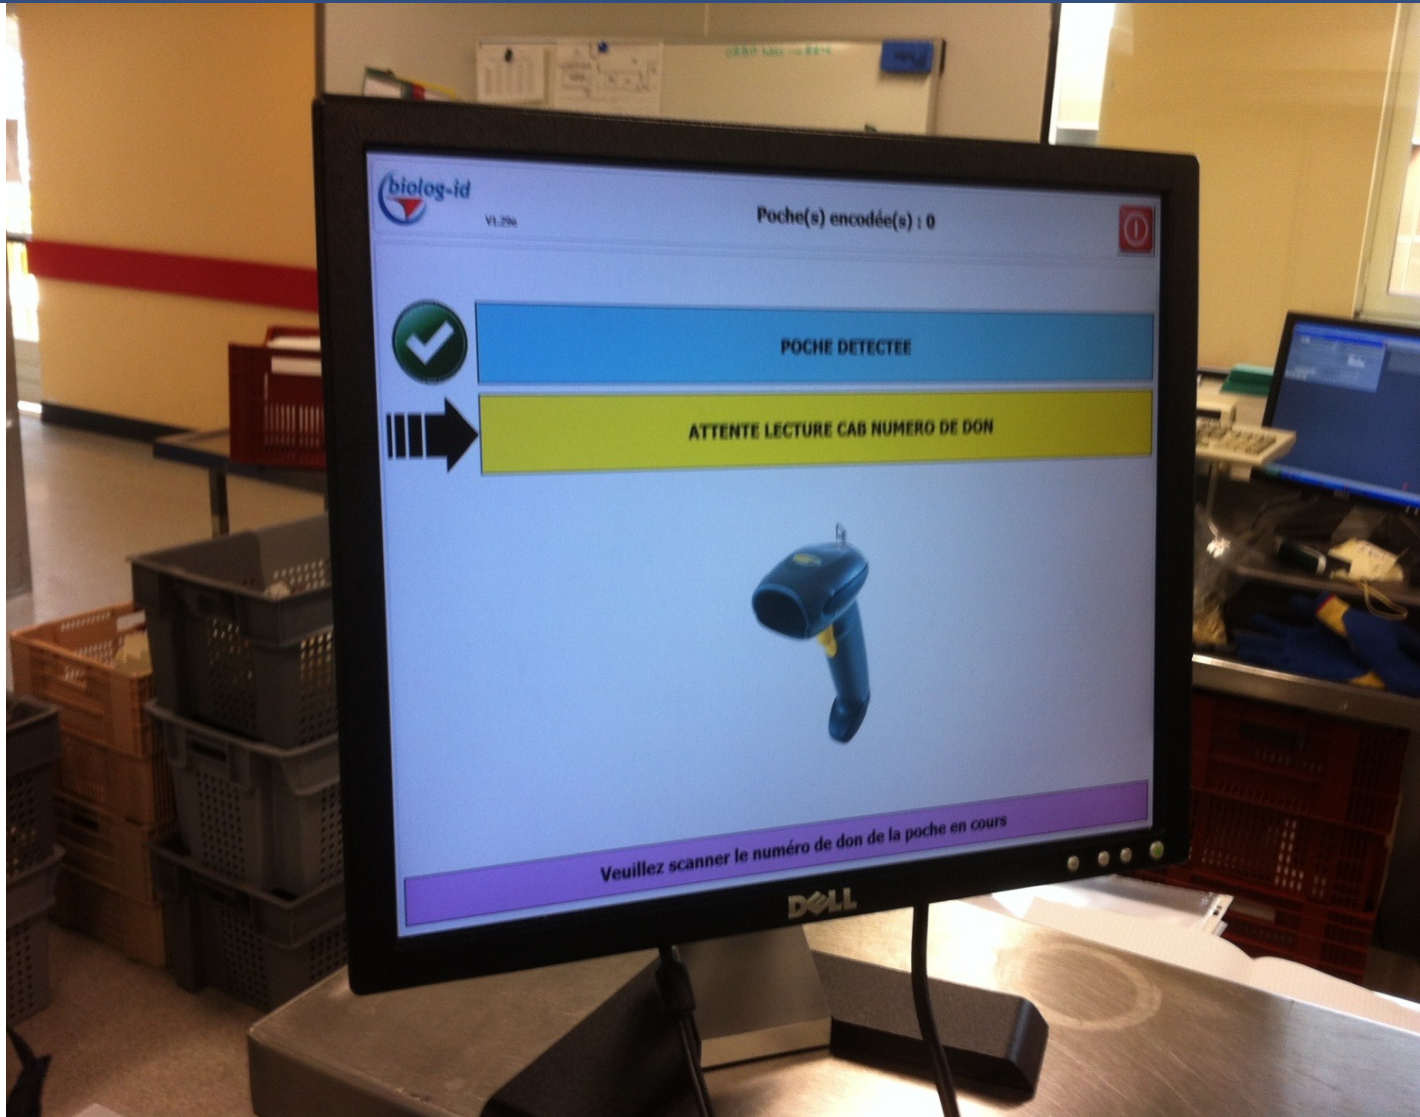 biolog-id
V1.29a
Poche(s) encodée(s) : 0
POCHE DETECTEE
ATTENTE LECTURE CAB NUMERO DE DON
Veuillez scanner le numéro de don de la poche en cours
DELL